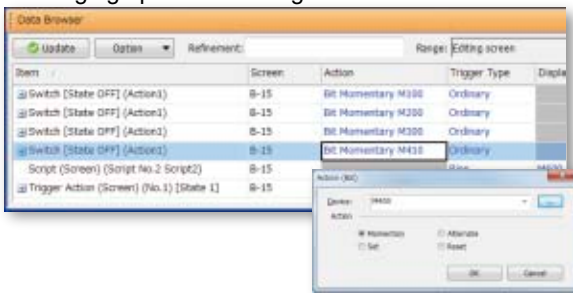 Data Browser
Update Option Refinement: Range: Editing screen
Item Screen Action Trigger Type Displa
Switch [State OFF] (Action1) B-15 Bit Momentary M100 Ordinary
Switch [State OFF] (Action1) B-15 Bit Momentary M200 Ordinary
Switch [State OFF] (Action1) B-15 Bit Momentary M300 Ordinary
Switch [State OFF] (Action1) B-15 Bit Momentary M410 Ordinary
Script (Screen) (Script No.2 Script2) B-15
Trigger Action (Screen) (No.1) [State 1] B-15
Action (Bit)
Device:
Action
Momentary Alternate
Set Reset
OK Cancel